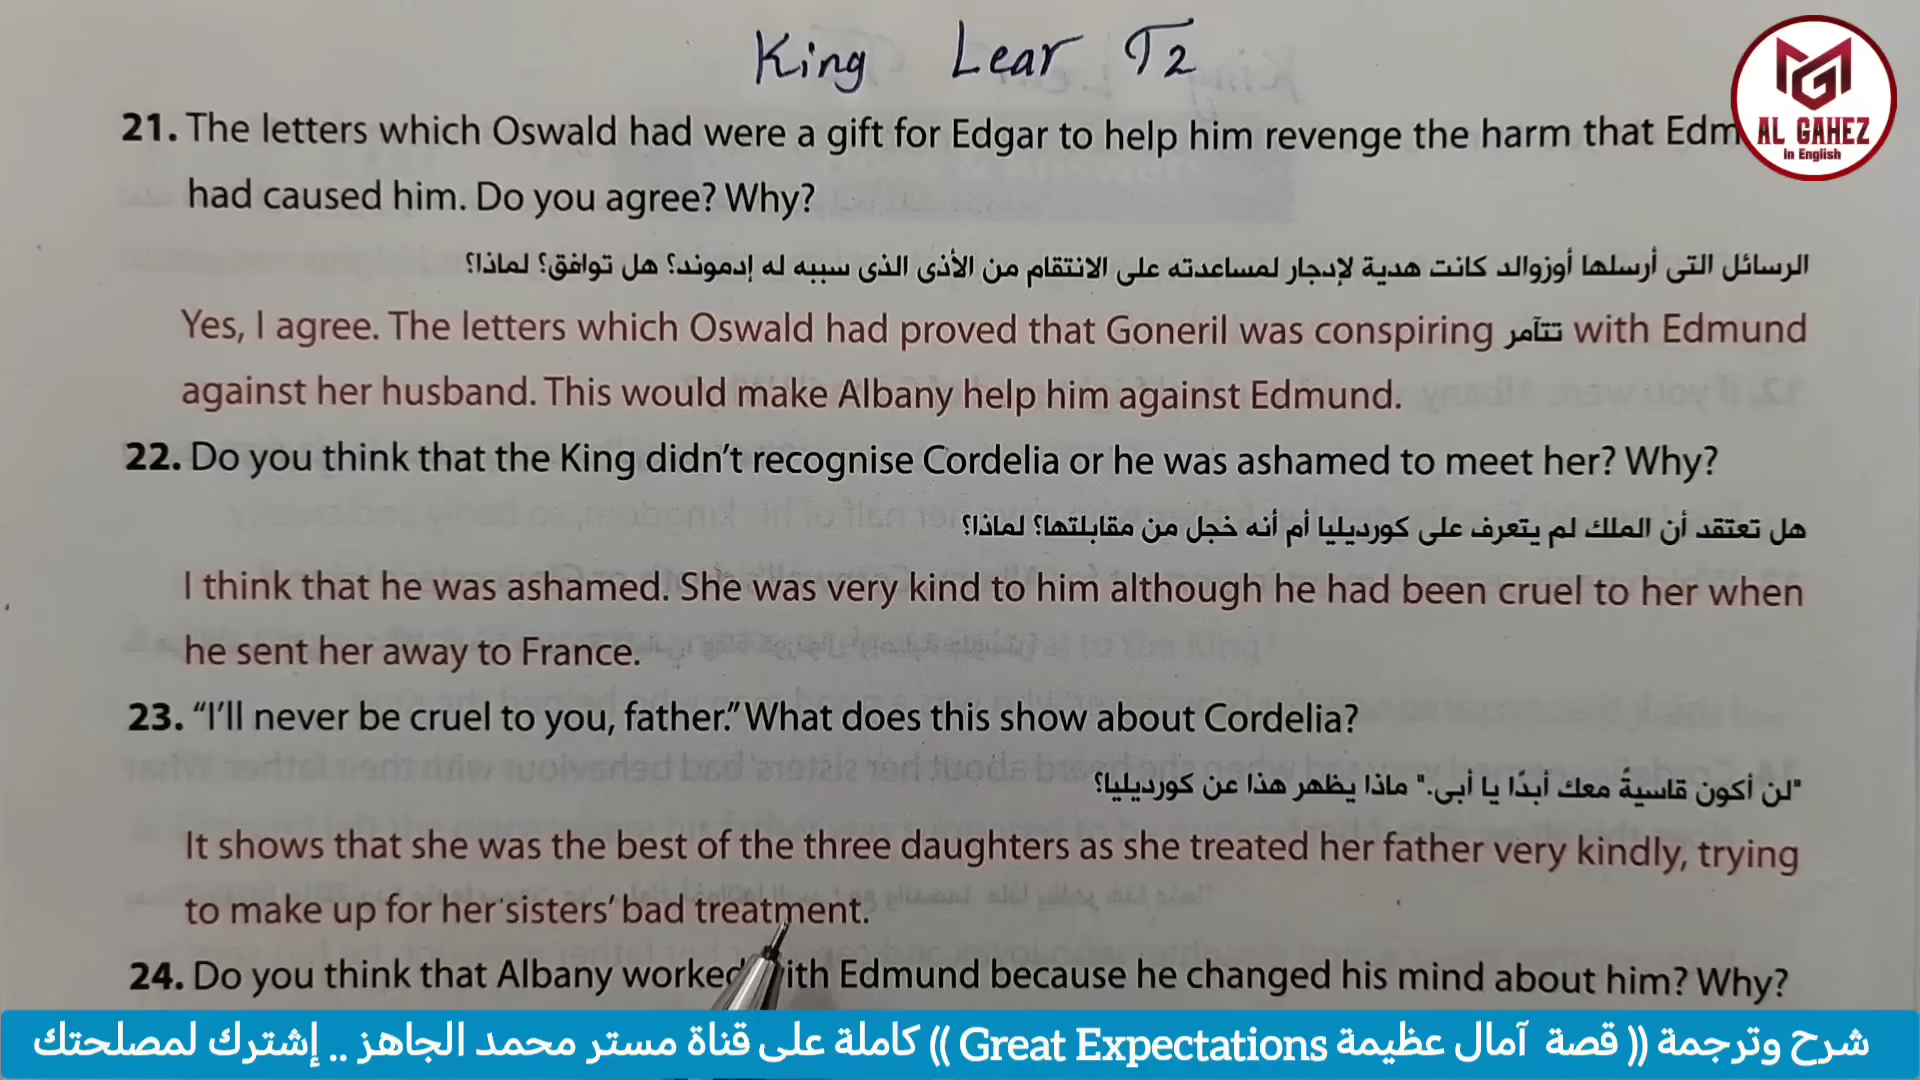 King Lear T2
AL GAHEZ
In English
21. The letters which Oswald had were a gift for Edgar to help him revenge the harm that Edm
had caused him. Do you agree? Why?
الرسائل التى أرسلها أوزوالد كانت هدية لإدجار لمساعدته على الانتقام من الأذى الذى سببه له إدموند؟ هل توافق؟ لماذا؟
Yes, I agree. The letters which Oswald had proved that Goneril was conspiring تتآمر with Edmund
against her husband. This would make Albany help him against Edmund.
22. Do you think that the King didn't recognise Cordelia or he was ashamed to meet her? Why?
هل تعتقد أن الملك لم يتعرف على كورديليا أم أنه خجل من مقابلتها؟ لماذا؟
I think that he was ashamed. She was very kind to him although he had been cruel to her when
he sent her away to France.
23. “I'll never be cruel to you, father.” What does this show about Cordelia?
"لن أكون قاسيةً معك أبدًا يا أبى." ماذا يظهر هذا عن كورديليا؟
It shows that she was the best of the three daughters as she treated her father very kindly, trying
to make up for her sisters' bad treatment.
24. Do you think that Albany worked with Edmund because he changed his mind about him? Why?
شرح وترجمة (( قصة آمال عظيمة Great Expectations )) كاملة على قناة مستر محمد الجاهز .. إشترك لمصلحتك